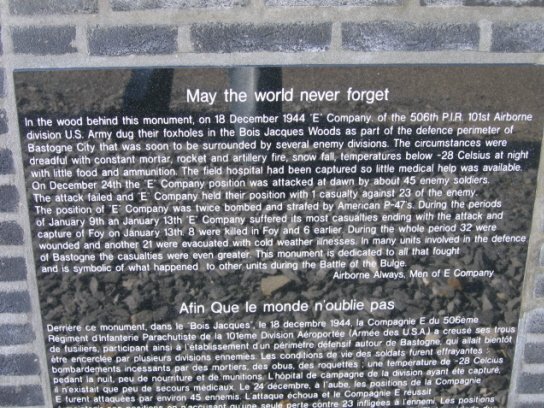 May the world never forget
In the wood behind this monument, on 18 December 1944 'E' Company. of the 506th P.I.R. 101st Airborne
division U.S. Army dug their foxholes in the Bois Jacques Woods as part of the defence perimeter of
Bastogne City that was soon to be surrounded by several enemy divisions. The circumstances were
dreadful with constant mortar, rocket and artillery fire, snow fall, temperatures below -28 Celsius at night
with little food and ammunition. The field hospital had been captured so little medical help was available.
On December 24th the 'E' Company position was attacked at dawn by about 45 enemy soldiers.
The attack failed and 'E' Company held their position with 1 casualty against 23 of the enemy.
The position of 'E' Company was twice bombed and strafed by American P-47's. During the periods
of January 9th an January 13th 'E' Company suffered its most casualties ending with the attack and
capture of Foy on January 13th. 8 were killed in Foy and 6 earlier. During the whole period 32 were
wounded and another 21 were evacuated with cold weather illnesses. In many units involved in the defence
of Bastogne the casualties were even greater. This monument is dedicated to all that fought
and is symbolic of what happened to other units during the Battle of the Bulge.
Airborne Always, Men of E Company
Afin Que le monde n'oublie pas
Derrière ce monument, dans le 'Bois Jacques', le 18 decembre 1944, la Compagnie E du 506ème
Régiment d'Infanterie Parachutiste de la 101eme Division Aéroportée (Armée des U.S.A.) a creusé ses trous
de fusiliers, participant ainsi à l'établissement d'un périmètre défensif autour de Bastogne, qui allait bientôt
être encerclée par plusieurs divisions ennemies. Les conditions de vie des soldats furent effrayantes :
bombardements incessants par des mortiers, des obus, des roquettes ; une température de -28 Celcius
pedant la nuit, peu de nourriture et de munitions. L'hôpital de campagne de la division ayant été capturé,
il n'existait que peu de secours médicaux. Le 24 decembre, à l'aube, les positions de la Compagnie
E furent attaquées par environ 45 ennemis. L'attaque échoua et le Compagnie E réussit
positions en n'accusant qu'une seule perte contre 23 infligées à l'ennemi. Les positions